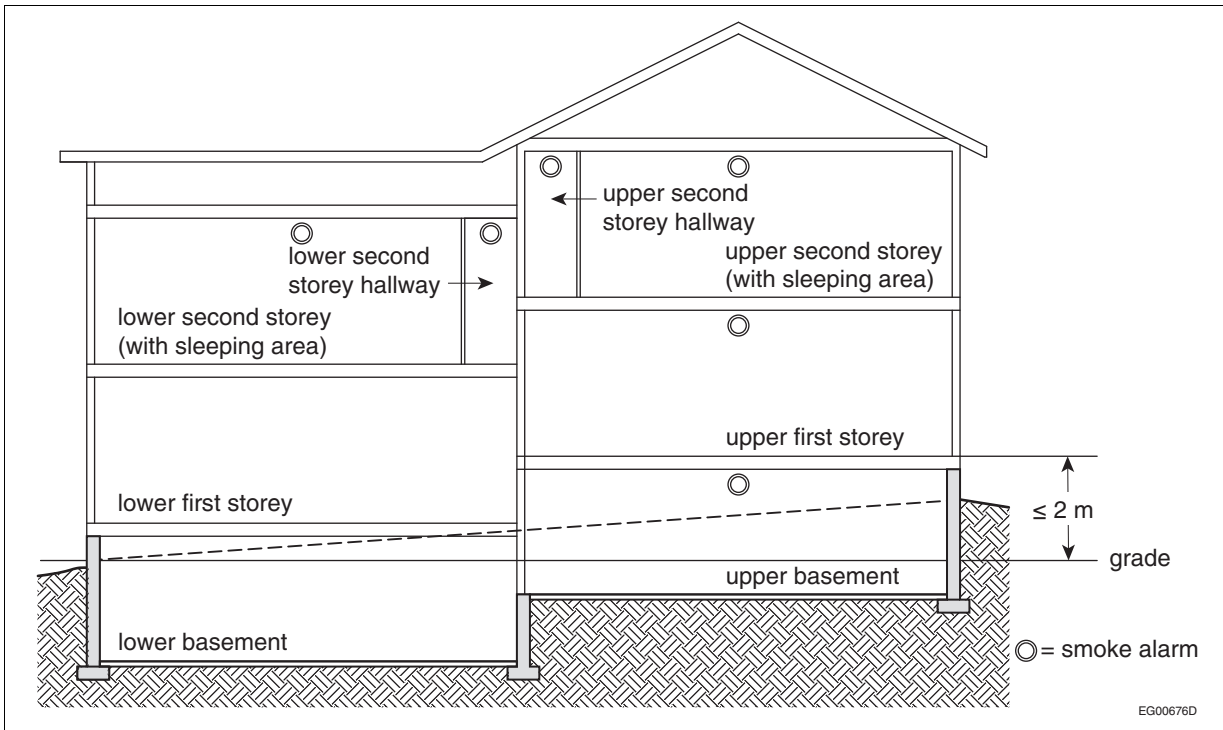 upper second
storey hallway
lower second
storey hallway
upper second storey
(with sleeping area)
lower second storey
(with sleeping area)
upper first storey
lower first storey
≤ 2 m
grade
upper basement
lower basement
= smoke alarm
EG00676D